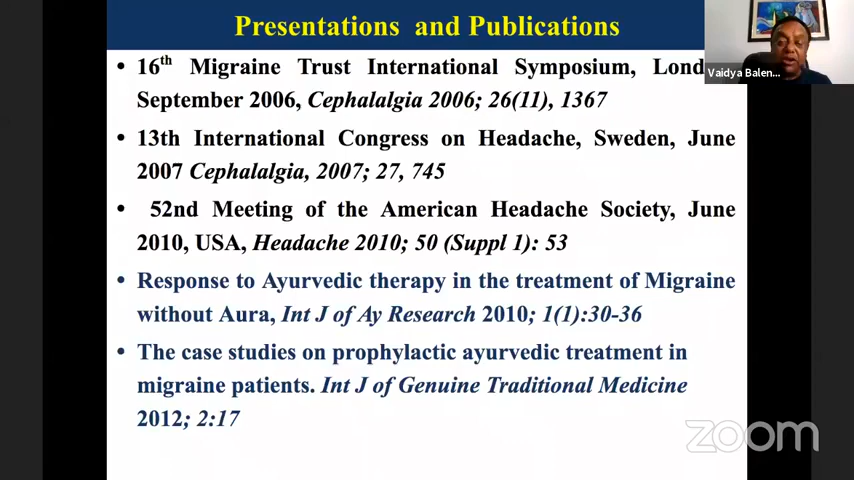 Presentations and Publications
• 16th Migraine Trust International Symposium,
September 2006, Cephalalgia 2006; 26(11), 1367
• 13th International Congress on Headache, Sweden, June
2007 Cephalalgia, 2007; 27, 745
• 52nd Meeting of the American Headache Society, June
2010, USA, Headache 2010; 50 (Suppl 1): 53
• Response to Ayurvedic therapy in the treatment of Migraine
without Aura, Int J of Ay Research 2010; 1(1):30-36
• The case studies on prophylactic ayurvedic treatment in
migraine patients. Int J of Genuine Traditional Medicine
2012; 2:17
Vaidya Balen...
zoom